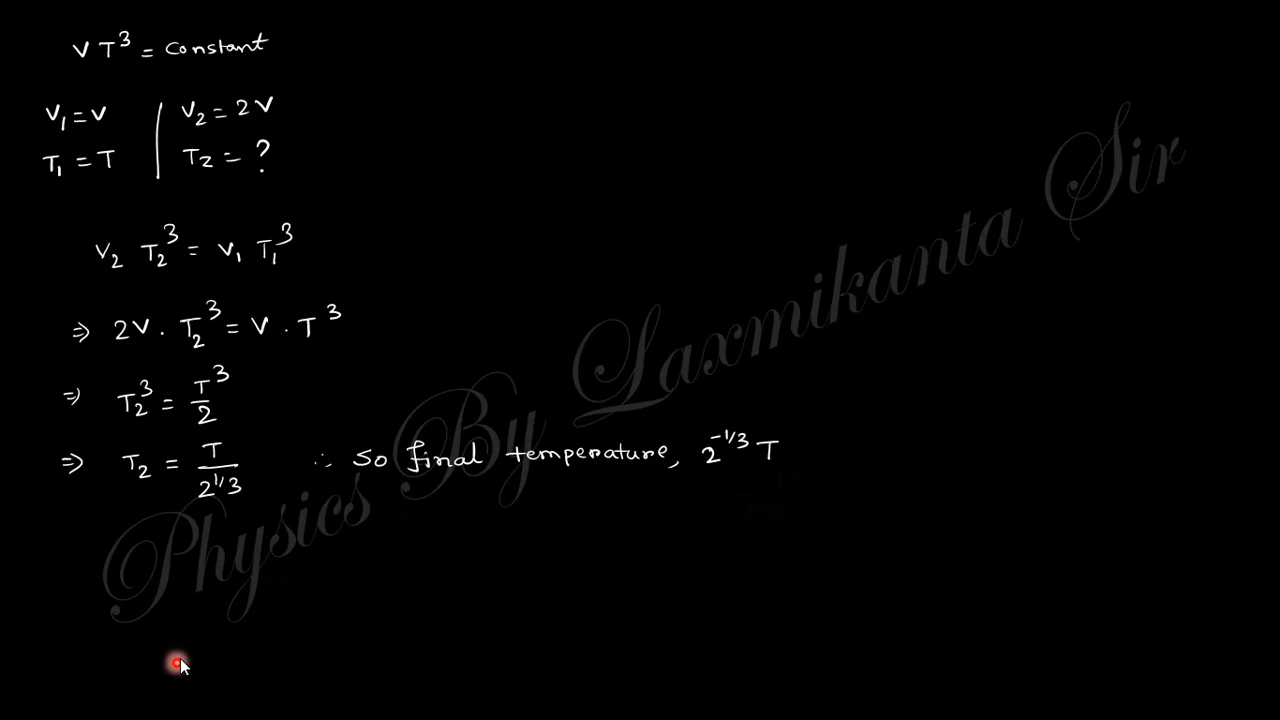 V T³ = Constant
V₁ = V | V₂ = 2V
T₁ = T | T₂ = ?
V₂ T₂³ = V₁ T₁³
⇒ 2V · T₂³ = V · T³
⇒ T₂³ = T³/2
⇒ T₂ = T/2^1/3 ∴ So final temperature, 2^-1/3 T
Physics By Laxmikanta Sir